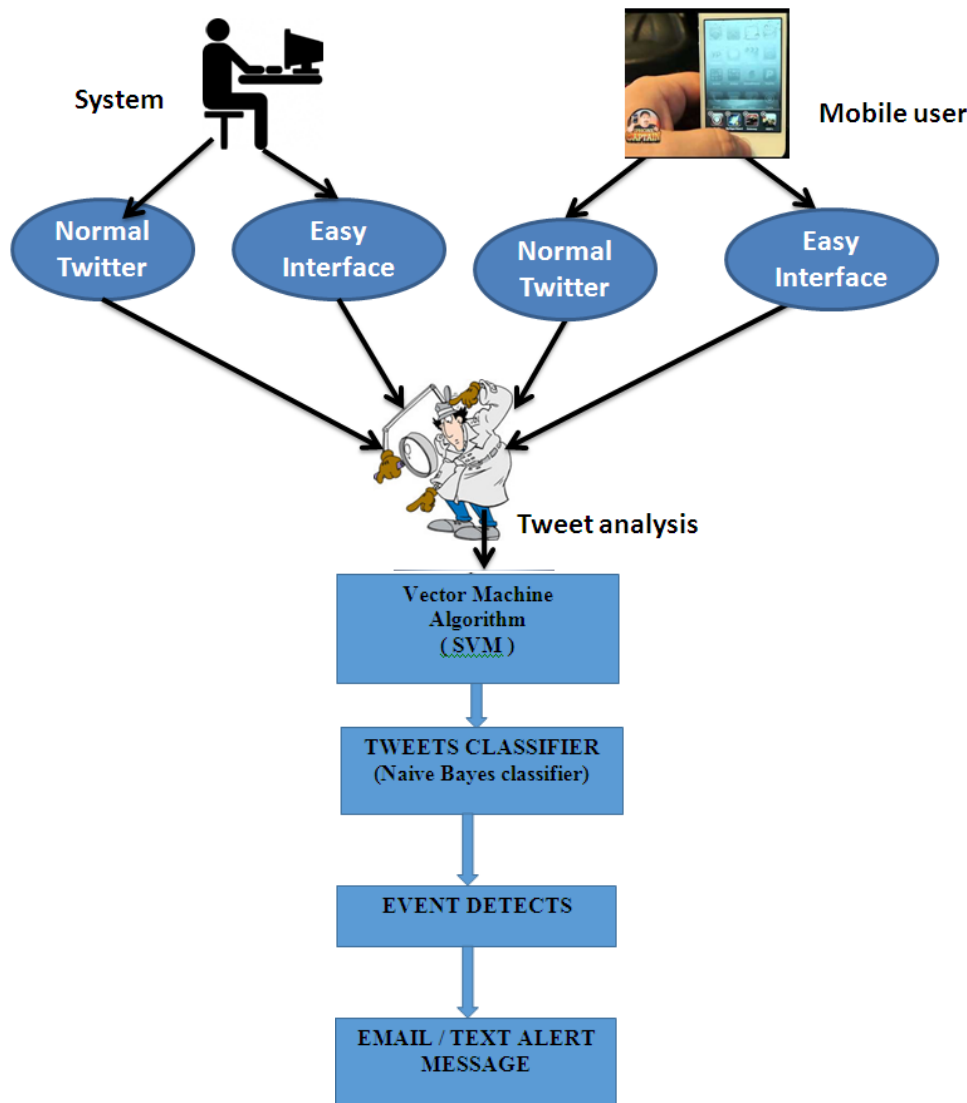 System
Mobile user
CAPTAIN
Normal
Twitter
Easy
Interface
Normal
Twitter
Easy
Interface
Tweet analysis
Vector Machine
Algorithm
( SVM )
TWEETS CLASSIFIER
(Naive Bayes classifier)
EVENT DETECTS
EMAIL / TEXT ALERT
MESSAGE